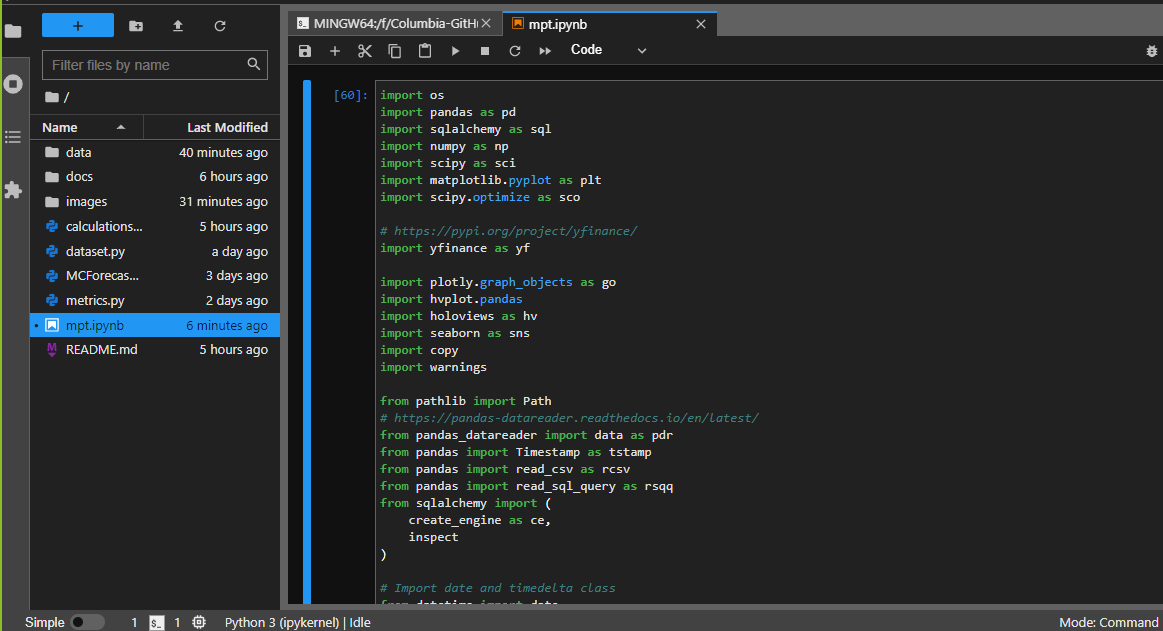 MINGW64:/f/Columbia-GitH
mpt.ipynb
Filter files by name
/
Code
Name Last Modified
data 40 minutes ago
docs 6 hours ago
images 31 minutes ago
calculations... 5 hours ago
dataset.py a day ago
MCForecas... 3 days ago
metrics.py 2 days ago
mpt.ipynb 6 minutes ago
README.md 5 hours ago
[60]:
import os
import pandas as pd
import sqlalchemy as sql
import numpy as np
import scipy as sci
import matplotlib.pyplot as plt
import scipy.optimize as sco
# https://pypi.org/project/yfinance/
import yfinance as yf
import plotly.graph_objects as go
import hvplot.pandas
import holoviews as hv
import seaborn as sns
import copy
import warnings
from pathlib import Path
# https://pandas-datareader.readthedocs.io/en/latest/
from pandas_datareader import data as pdr
from pandas import Timestamp as tstamp
from pandas import read_csv as rcsv
from pandas import read_sql_query as rsqq
from sqlalchemy import (
    create_engine as ce,
    inspect
)
# Import date and timedelta class
from datetime import date
Simple 1 $_ 1 Python 3 (ipykernel) | Idle Mode: Command